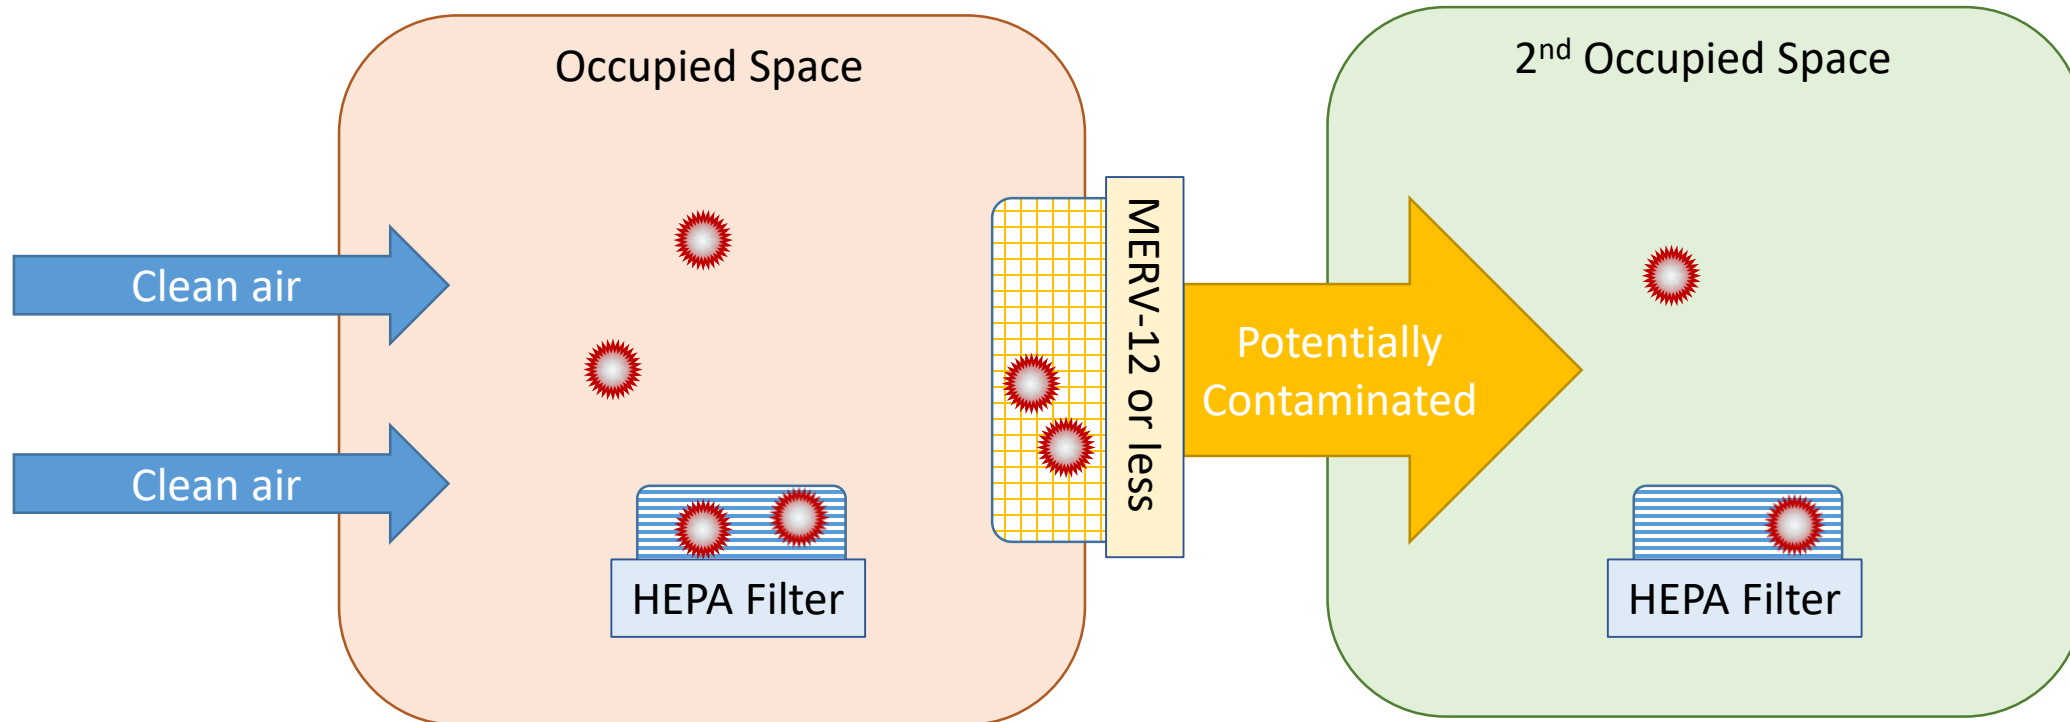 Occupied Space
2nd Occupied Space
Clean air
Clean air
MERV-12 or less
Potentially
Contaminated
HEPA Filter
HEPA Filter